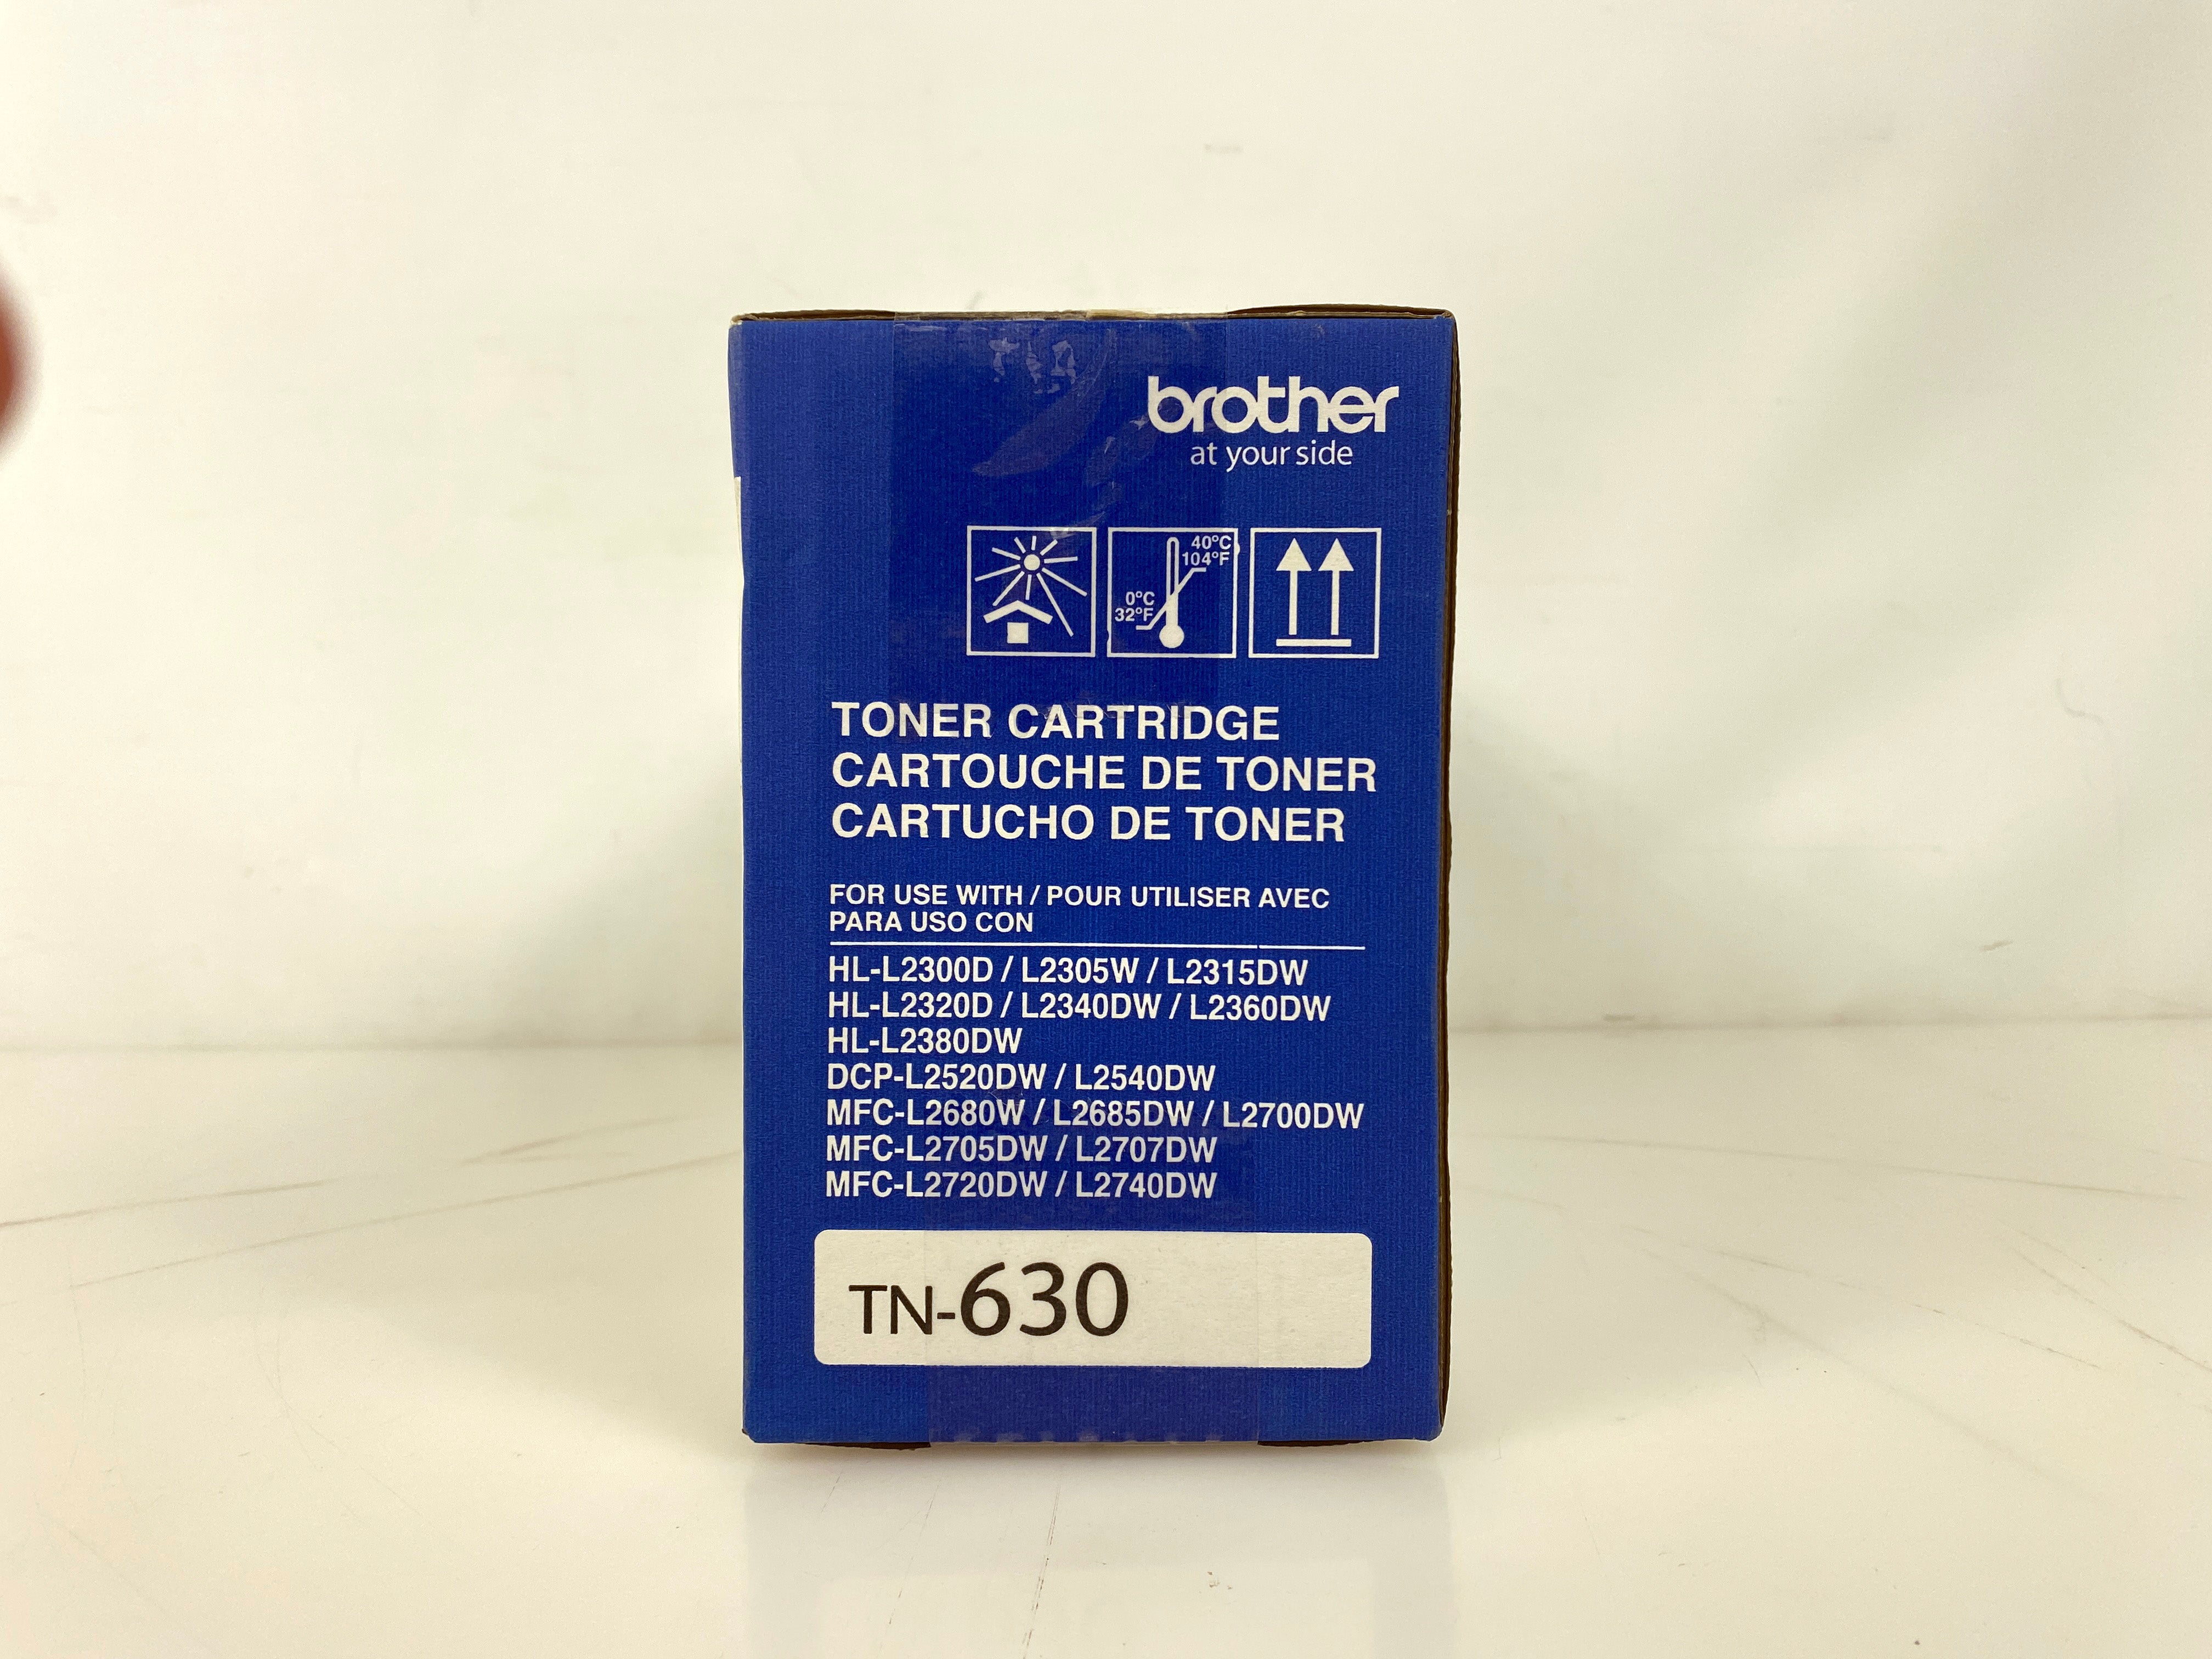 brother
at your side
40°C
104°F
0°C
32°F
TONER CARTRIDGE
CARTOUCHE DE TONER
CARTUCHO DE TONER
FOR USE WITH / POUR UTILISER AVEC
PARA USO CON
HL-L2300D / L2305W / L2315DW
HL-L2320D / L2340DW / L2360DW
HL-L2380DW
DCP-L2520DW / L2540DW
MFC-L2680W / L2685DW / L2700DW
MFC-L2705DW / L2707DW
MFC-L2720DW / L2740DW
TN-630